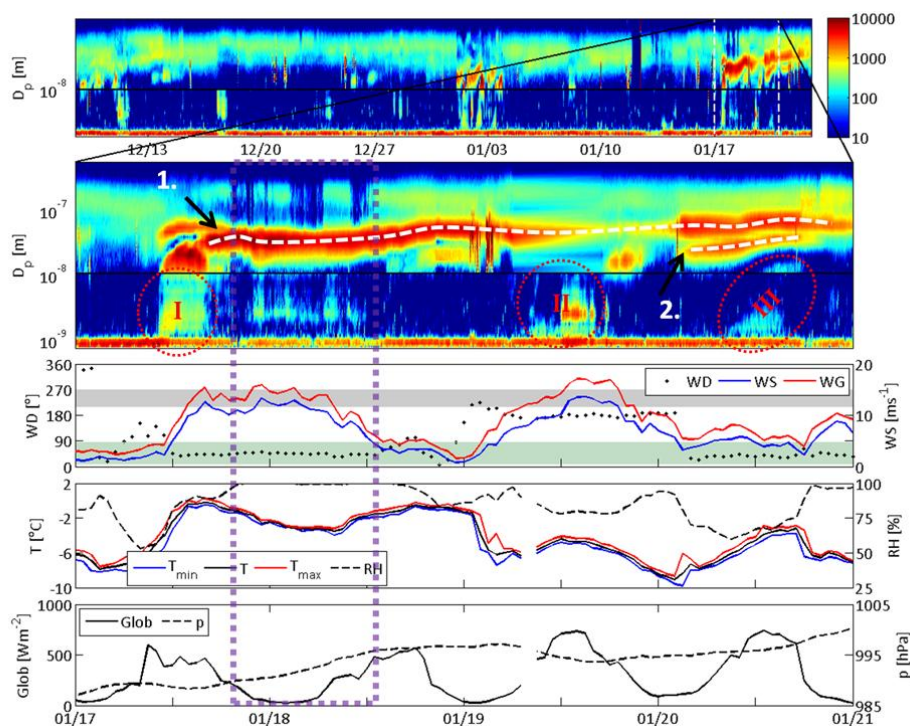 10000
1000
100
10
D_p [m]
10^-8
12/13 12/20 12/27 01/03 01/10 01/17
1.
D_p [m]
10^-7
10^-8
10^-9
I
II
III
2.
WD [°]
360
270
180
90
0
WD WS WG
20
10
0
WS [ms^-1]
T [°C]
2
-2
-6
-10
T_min T T_max RH
100
75
50
25
RH [%]
Glob [Wm^-2]
1000
500
0
Glob p
1005
995
985
p [hPa]
01/17 01/18 01/19 01/20 01/21